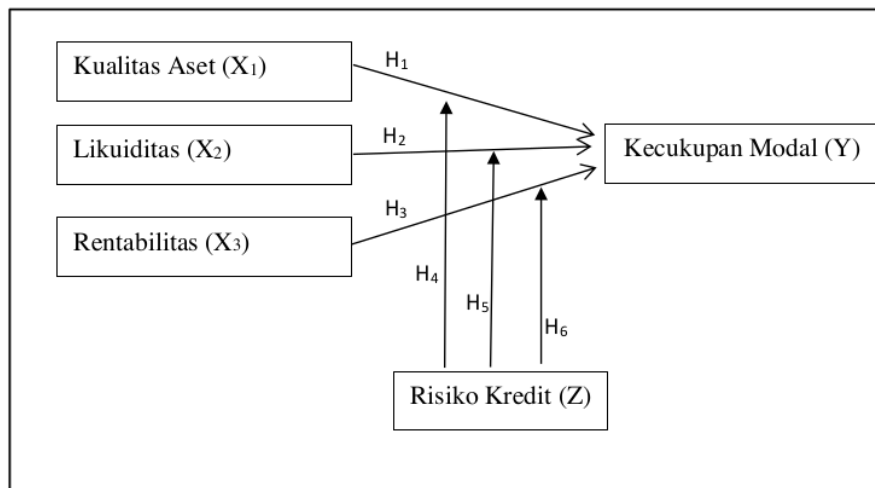 Kualitas Aset (X1)
H1
Likuiditas (X2)
H2
Kecukupan Modal (Y)
Rentabilitas (X3)
H3
H4
H5
H6
Risiko Kredit (Z)